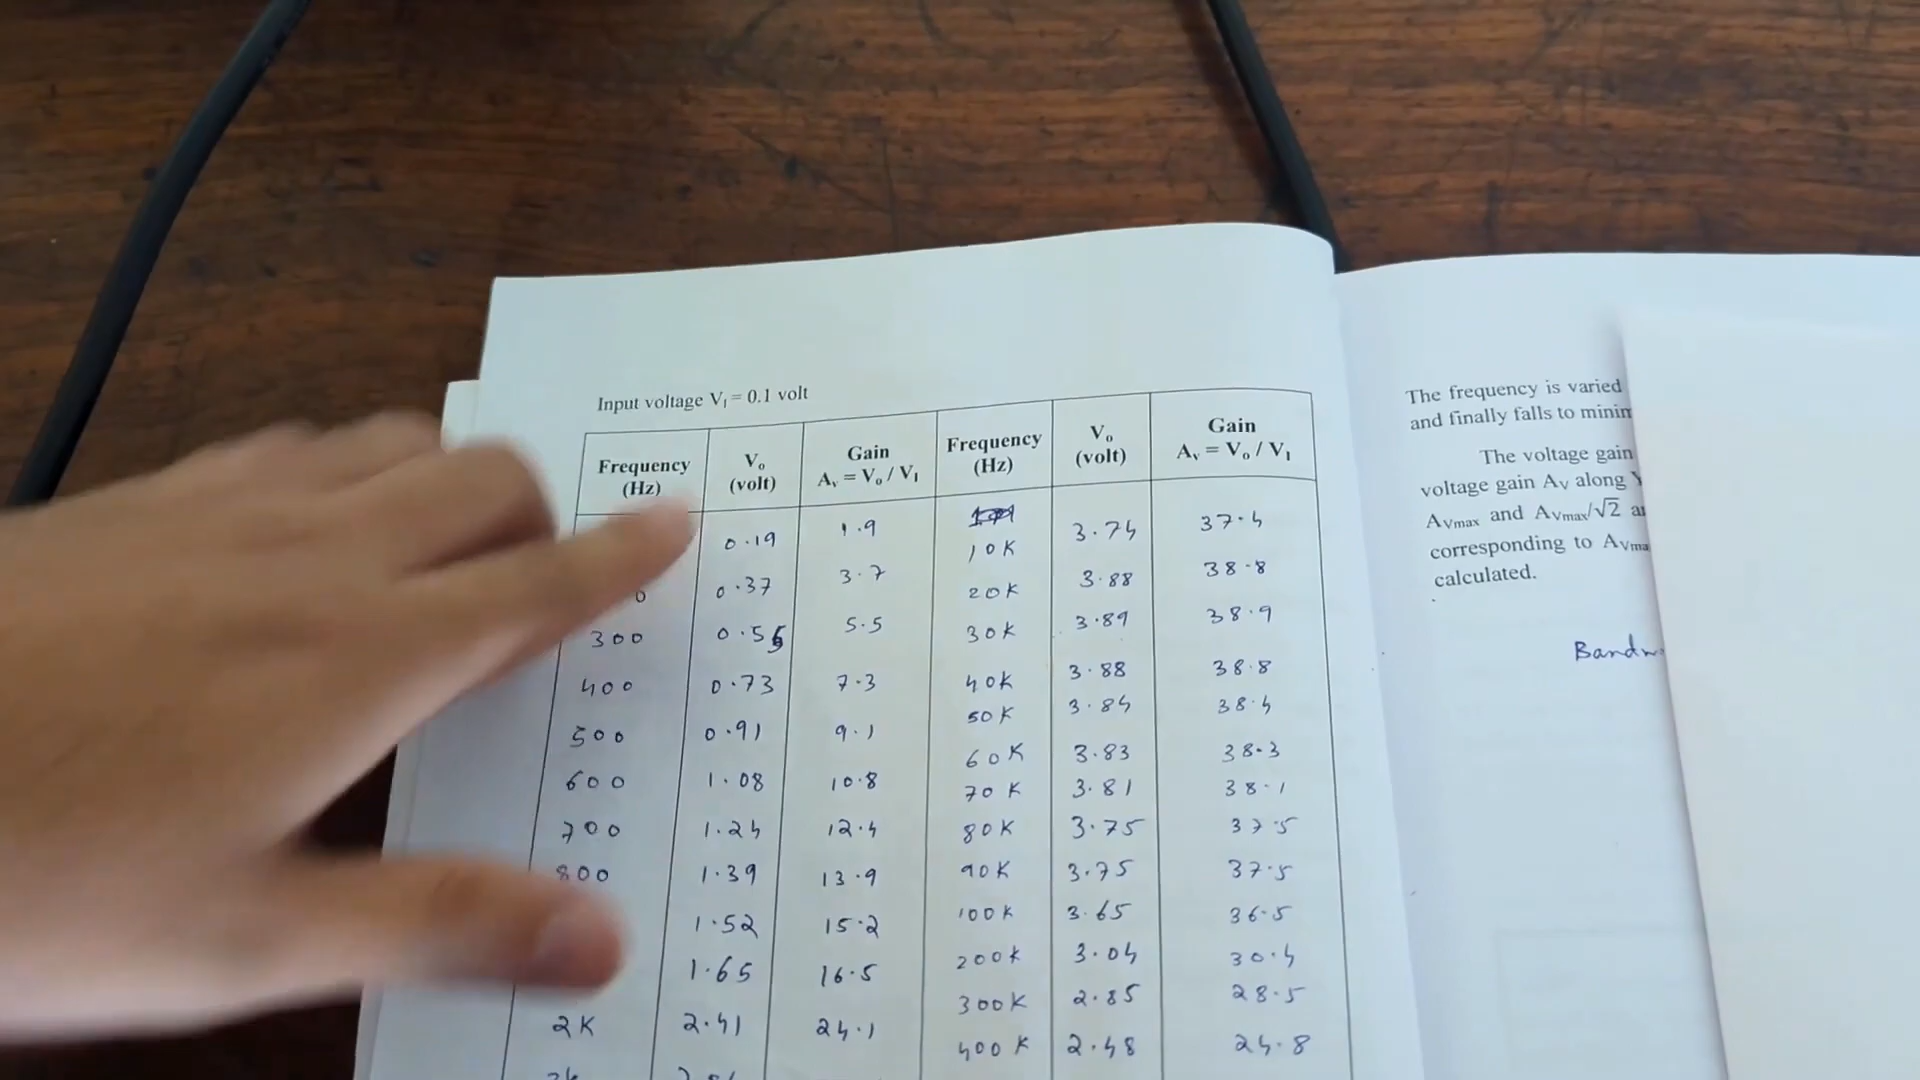 Input voltage V₁ = 0.1 volt
Frequency (Hz) Vₒ (volt) Gain Aᵥ = Vₒ / V₁ Frequency (Hz) Vₒ (volt) Gain Aᵥ = Vₒ / V₁
0.19 1.9 10K 3.74 37.4
0 0.37 3.7 20K 3.88 38.8
300 0.55 5.5 30K 3.89 38.9
400 0.73 7.3 40K 3.88 38.8
500 0.91 9.1 50K 3.84 38.4
600 1.08 10.8 60K 3.83 38.3
700 1.24 12.4 70K 3.81 38.1
800 1.39 13.9 80K 3.75 37.5
1.52 15.2 90K 3.75 37.5
1.65 16.5 100K 3.65 36.5
2K 2.41 24.1 200K 3.04 30.4
300K 2.85 28.5
400K 2.48 24.8
The frequency is varied
and finally falls to
The voltage gain
voltage gain Aᵥ along
Aᵥₘₐₓ and Aᵥₘₐₓ/√2
corresponding to
calculated.